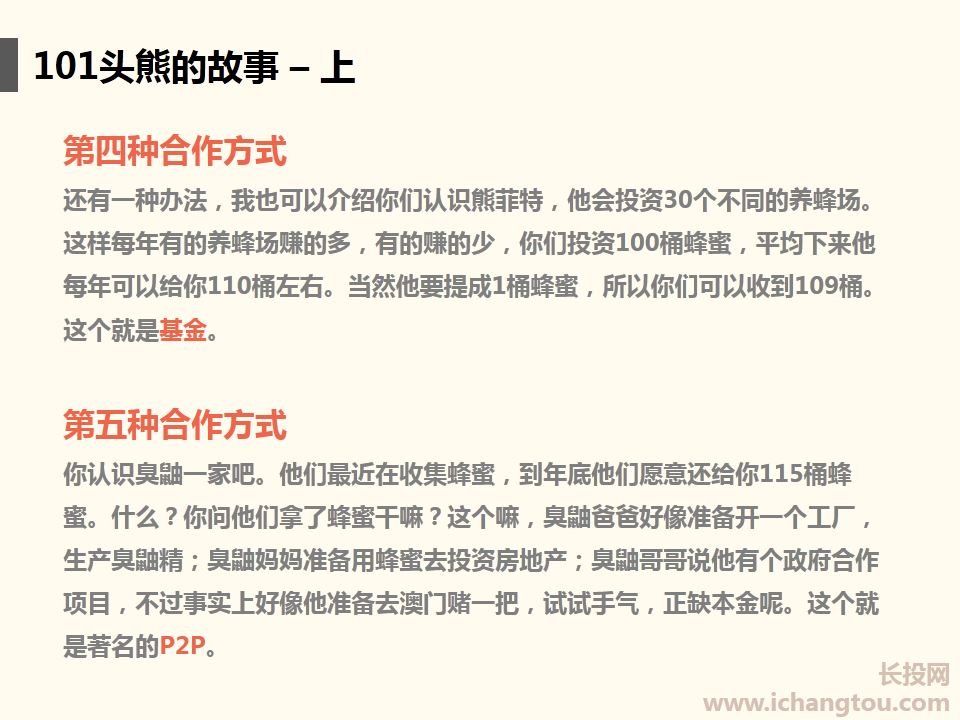 101头熊的故事 – 上
第四种合作方式
还有一种办法，我也可以介绍你们认识熊菲特，他会投资30个不同的养蜂场。
这样每年有的养蜂场赚的多，有的赚的少，你们投资100桶蜂蜜，平均下来他
每年可以给你110桶左右。当然他要提成1桶蜂蜜，所以你们可以收到109桶。
这个就是基金。
第五种合作方式
你认识臭鼬一家吧。他们最近在收集蜂蜜，到年底他们愿意还给你115桶蜂
蜜。什么？你问他们拿了蜂蜜干嘛？这个嘛，臭鼬爸爸好像准备开一个工厂，
生产臭鼬精；臭鼬妈妈准备用蜂蜜去投资房地产；臭鼬哥哥说他有个政府合作
项目，不过事实上好像他准备去澳门赌一把，试试手气，正缺本金呢。这个就
是著名的P2P。
长投网
www.ichangtou.com